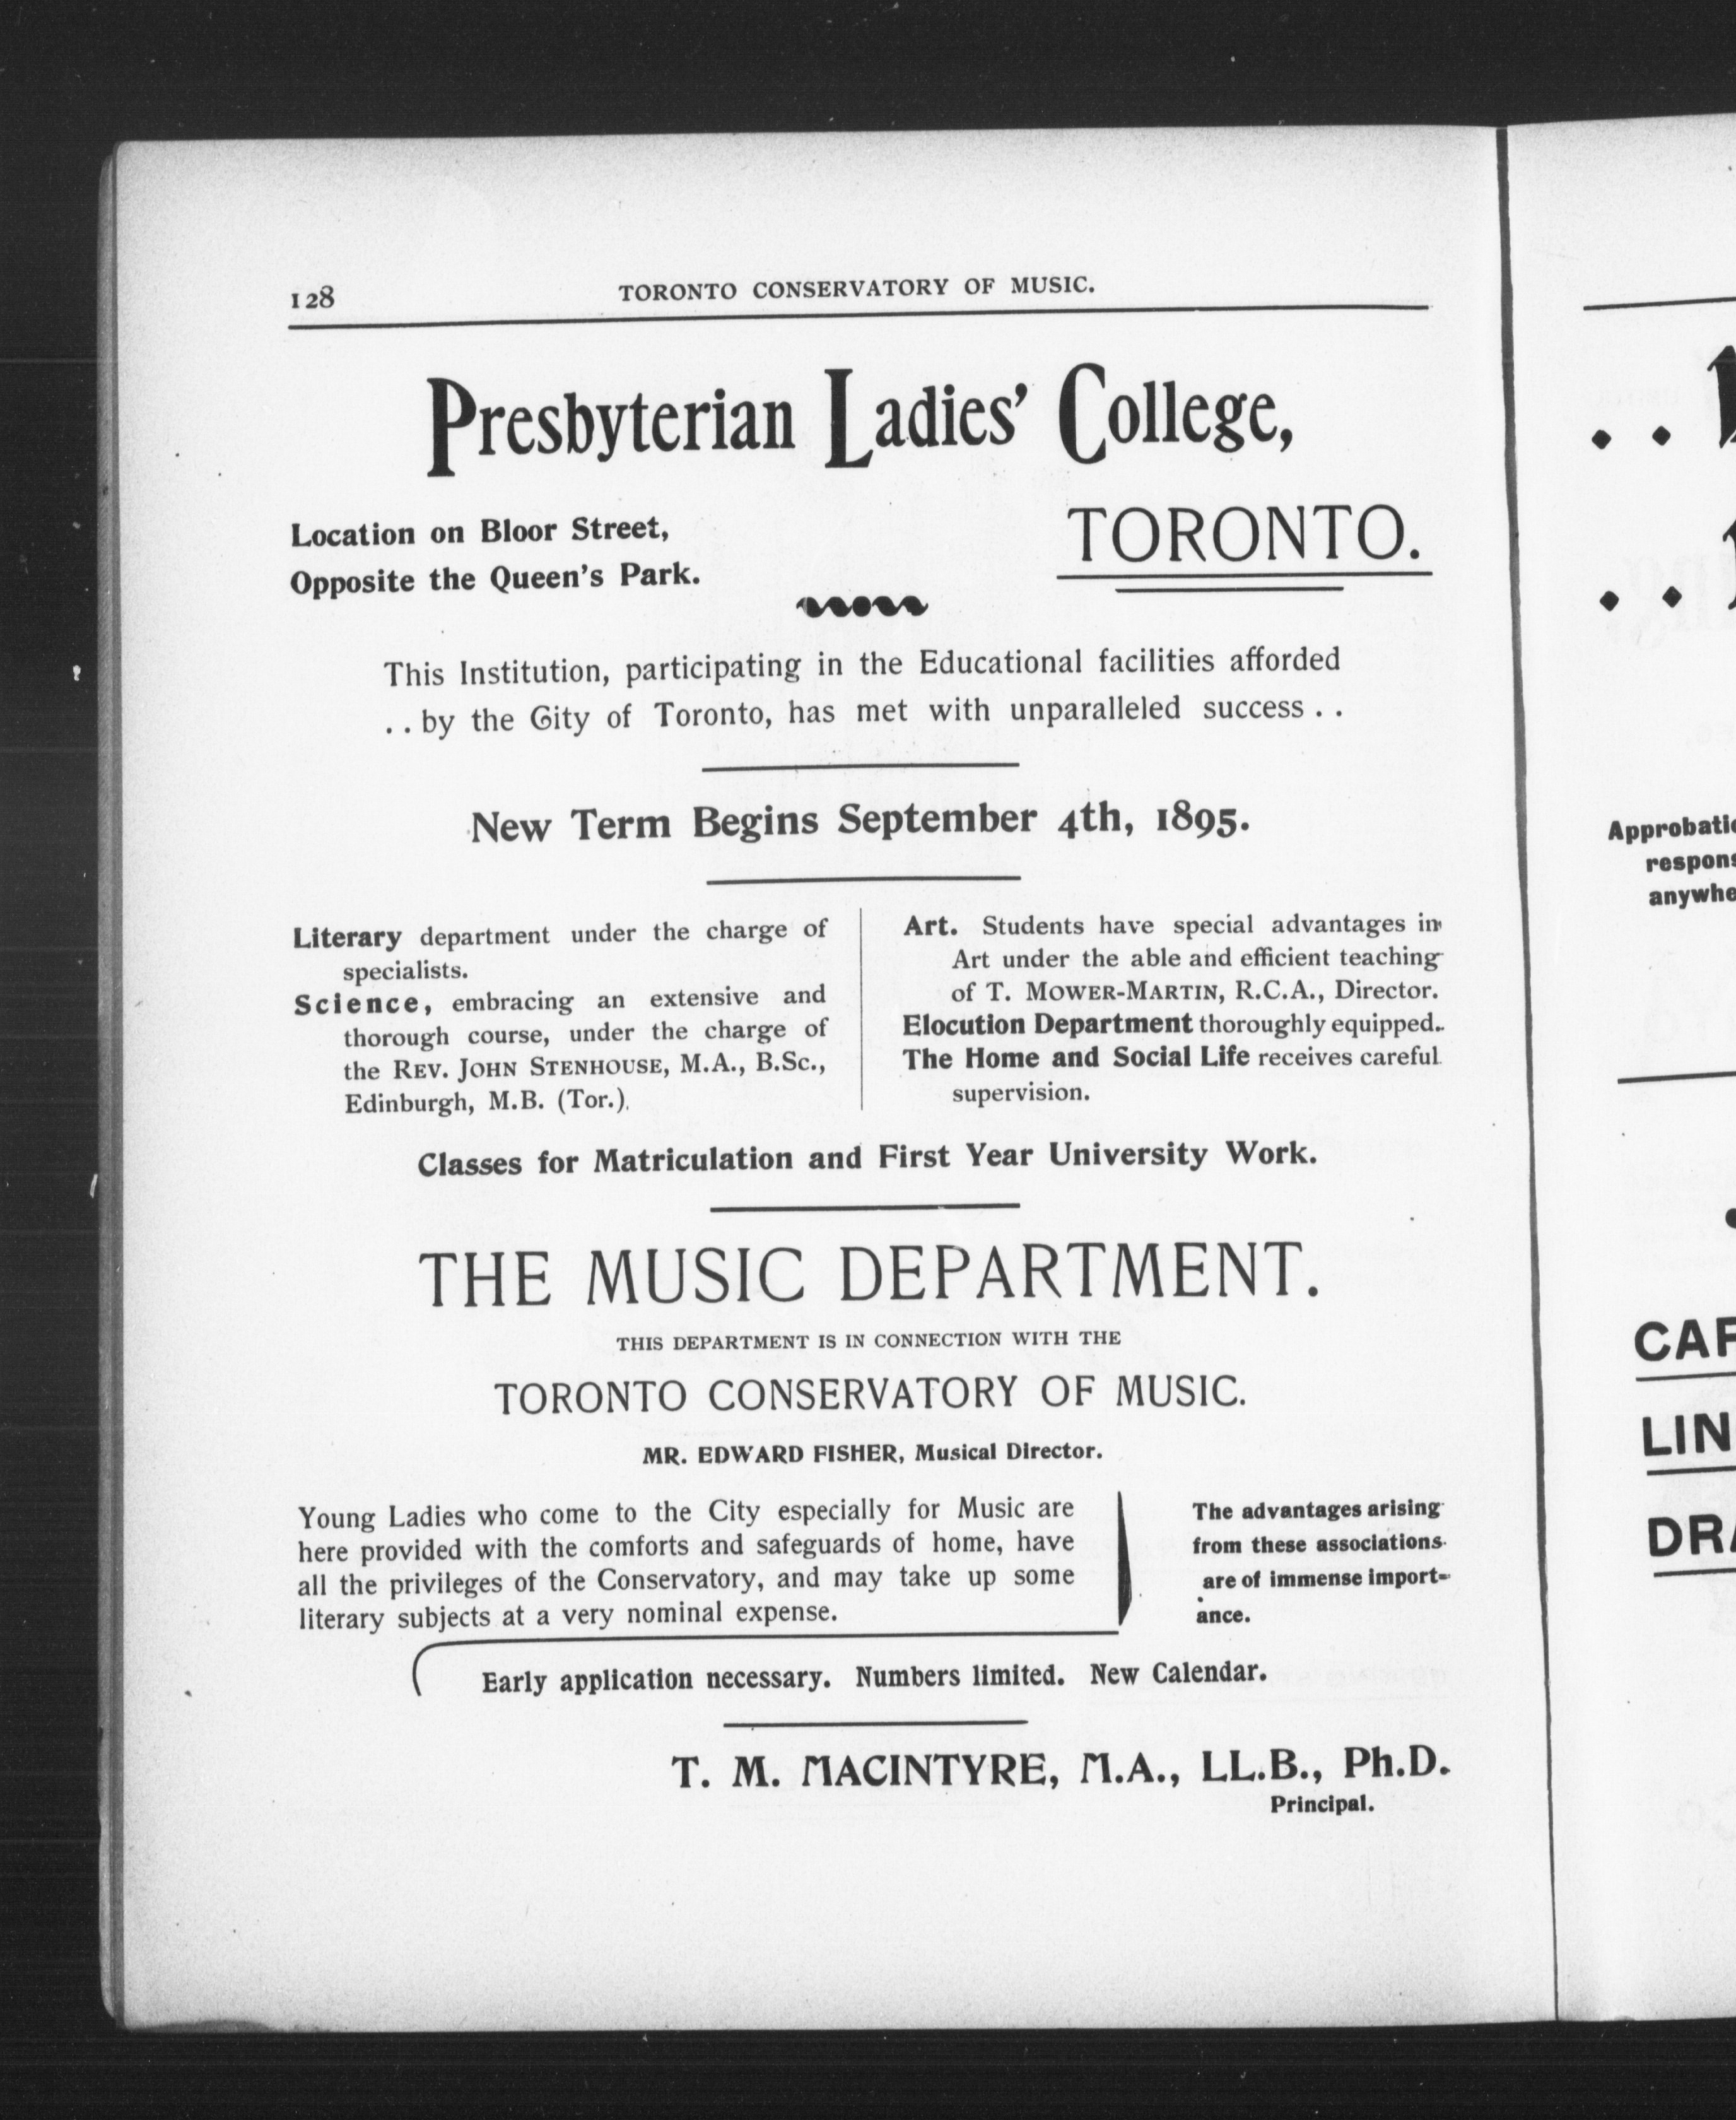 128
TORONTO CONSERVATORY OF MUSIC.
Presbyterian Ladies' College,
Location on Bloor Street,
Opposite the Queen's Park.
TORONTO.
This Institution, participating in the Educational facilities afforded
. . by the City of Toronto, has met with unparalleled success . .
New Term Begins September 4th, 1895.
Literary department under the charge of
specialists.
Science, embracing an extensive and
thorough course, under the charge of
the REV. JOHN STENHOUSE, M.A., B.Sc.,
Edinburgh, M.B. (Tor.).
Art. Students have special advantages in
Art under the able and efficient teaching
of T. MOWER-MARTIN, R.C.A., Director.
Elocution Department thoroughly equipped.
The Home and Social Life receives careful
supervision.
Classes for Matriculation and First Year University Work.
THE MUSIC DEPARTMENT.
THIS DEPARTMENT IS IN CONNECTION WITH THE
TORONTO CONSERVATORY OF MUSIC.
MR. EDWARD FISHER, Musical Director.
Young Ladies who come to the City especially for Music are
here provided with the comforts and safeguards of home, have
all the privileges of the Conservatory, and may take up some
literary subjects at a very nominal expense.
The advantages arising
from these associations
are of immense import-
ance.
Early application necessary. Numbers limited. New Calendar.
T. M. MACINTYRE, M.A., LL.B., Ph.D.
Principal.